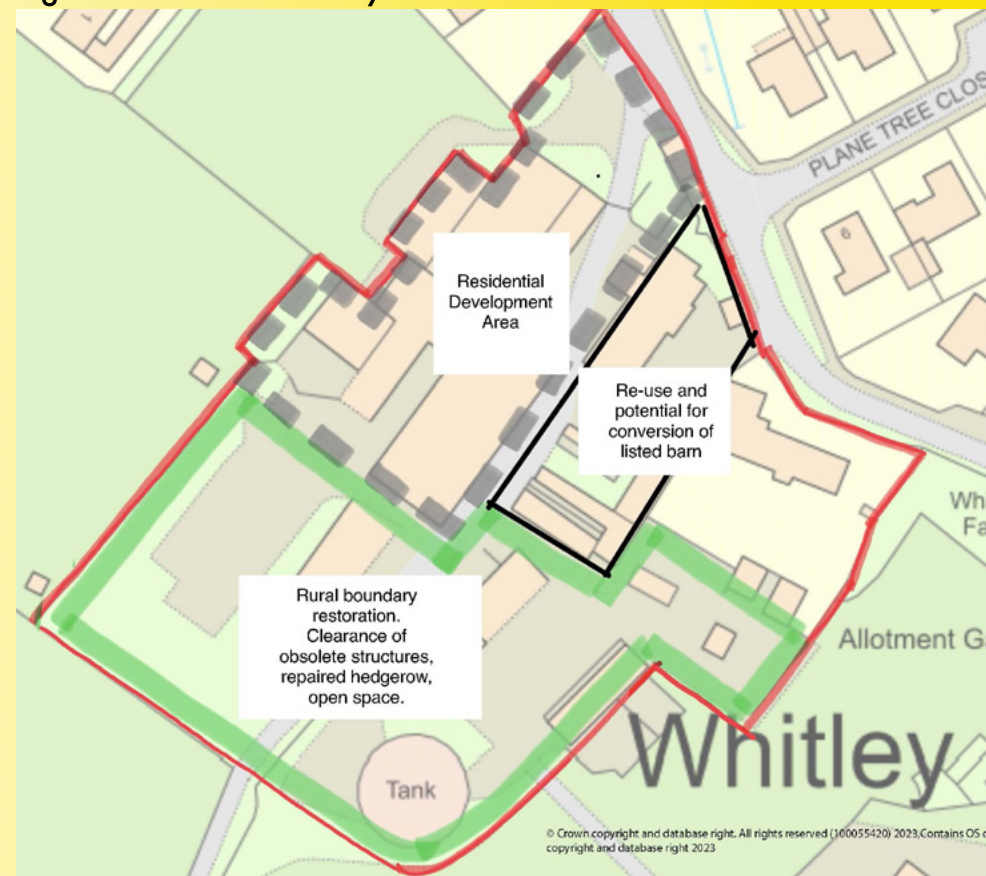 PLANE TREE CLOS
6
Residential
Development
Area
Re-use and
potential for
conversion of
listed barn
Wh
Fa
Rural boundary
restoration.
Clearance of
obsolete structures,
repaired hedgerow,
open space.
Allotment G
Whitley
Tank
© Crown copyright and database right. All rights reserved (100055420) 2023,Contains OS
copyright and database right 2023